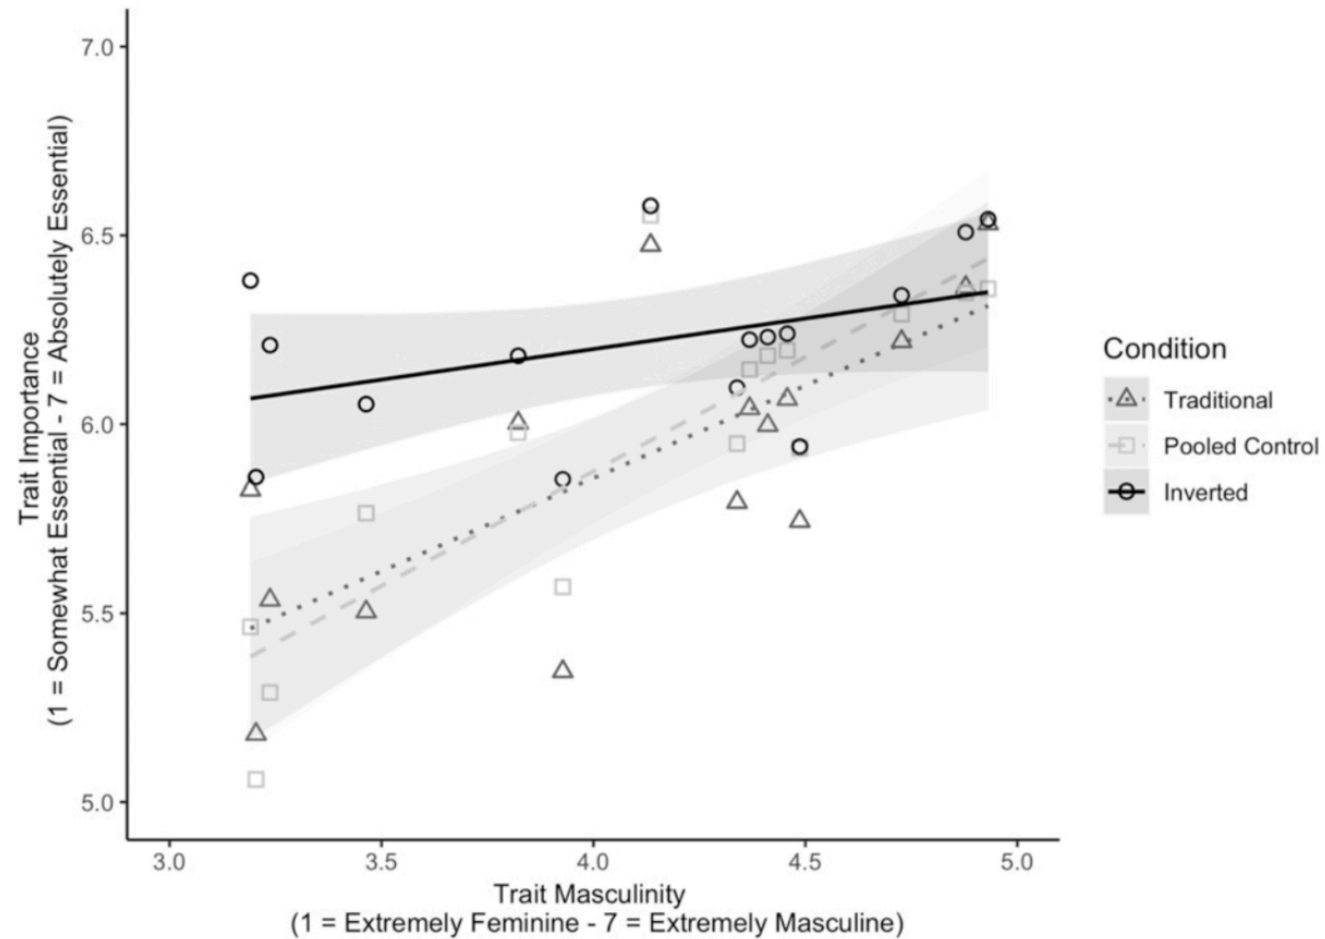 7.0
6.5
6.0
5.5
5.0
Trait Importance
(1 = Somewhat Essential - 7 = Absolutely Essential)
3.0 3.5 4.0 4.5 5.0
Trait Masculinity
(1 = Extremely Feminine - 7 = Extremely Masculine)
Condition
Traditional
Pooled Control
Inverted